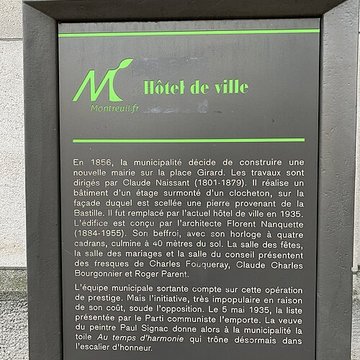 Montreuil.fr
Hôtel de ville
En 1856, la municipalité décide de construire une
nouvelle mairie sur la place Girard. Les travaux sont
dirigés par Claude Naissant (1801-1879). Il réalise un
bâtiment d'un étage surmonté d'un clocheton, sur la
façade duquel est scellée une pierre provenant de la
Bastille. Il fut remplacé par l'actuel hôtel de ville en 1935.
L'édifice est conçu par l'architecte Florent Nanquette
(1884-1955). Son beffroi, avec son horloge à quatre
cadrans, culmine à 40 mètres du sol. La salle des fêtes,
la salle des mariages et la salle du conseil présentent
des fresques de Charles Fouqueray, Claude Charles
Bourgonnier et Roger Parent.
L'équipe municipale sortante compte sur cette opération
de prestige. Mais l'initiative, très impopulaire en raison
de son coût, soude l'opposition. Le 5 mai 1935, la liste
présentée par le Parti communiste l'emporte. La veuve
du peintre Paul Signac donne alors à la municipalité la
toile Au temps d'harmonie qui trône désormais dans
l'escalier d'honneur.